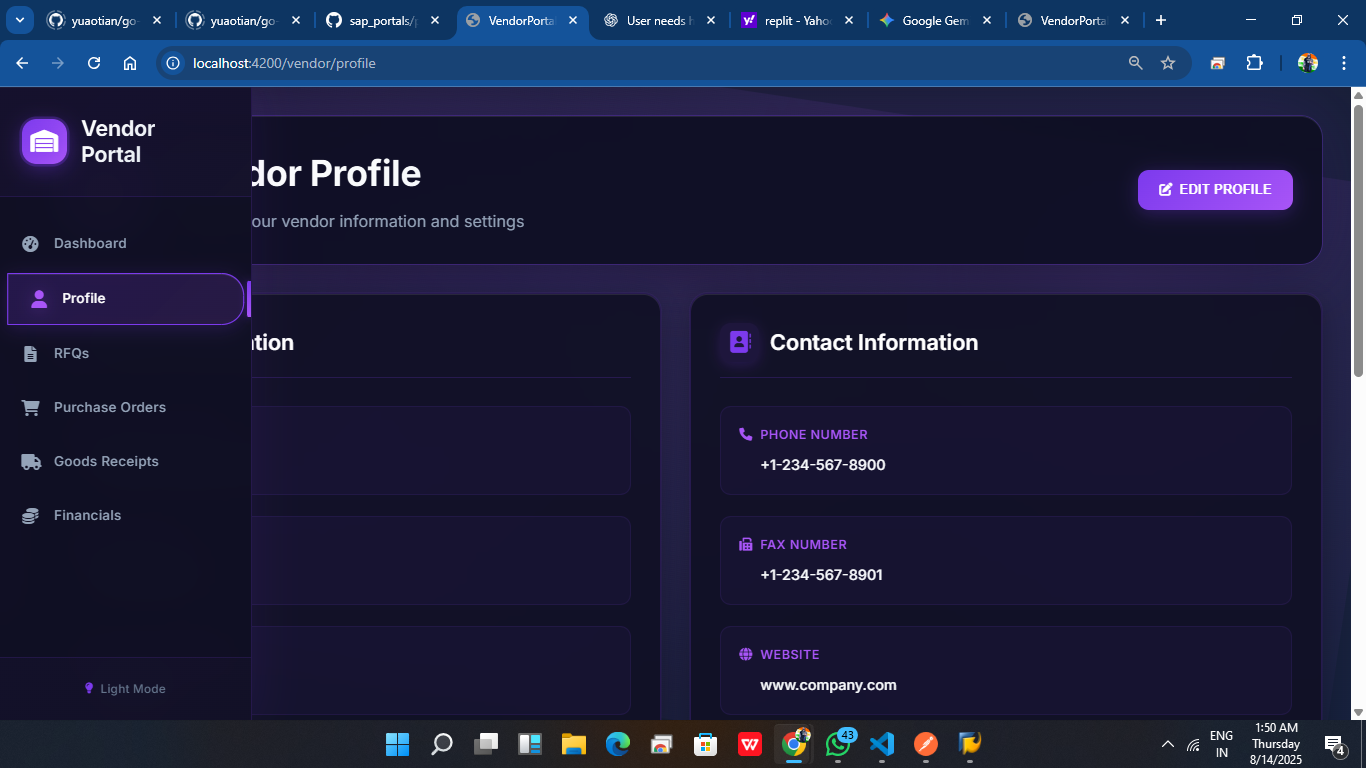 yuaotian/go-
yuaotian/go-
sap_portals/
VendorPortal
User needs h
replit - Yaho
Google Gem
VendorPorta
localhost:4200/vendor/profile
Vendor
Portal
dor Profile
EDIT PROFILE
our vendor information and settings
Dashboard
Profile
RFQs
Purchase Orders
Goods Receipts
Financials
Light Mode
tion
Contact Information
PHONE NUMBER
+1-234-567-8900
FAX NUMBER
+1-234-567-8901
WEBSITE
www.company.com
43
ENG
IN
1:50 AM
Thursday
8/14/2025
4